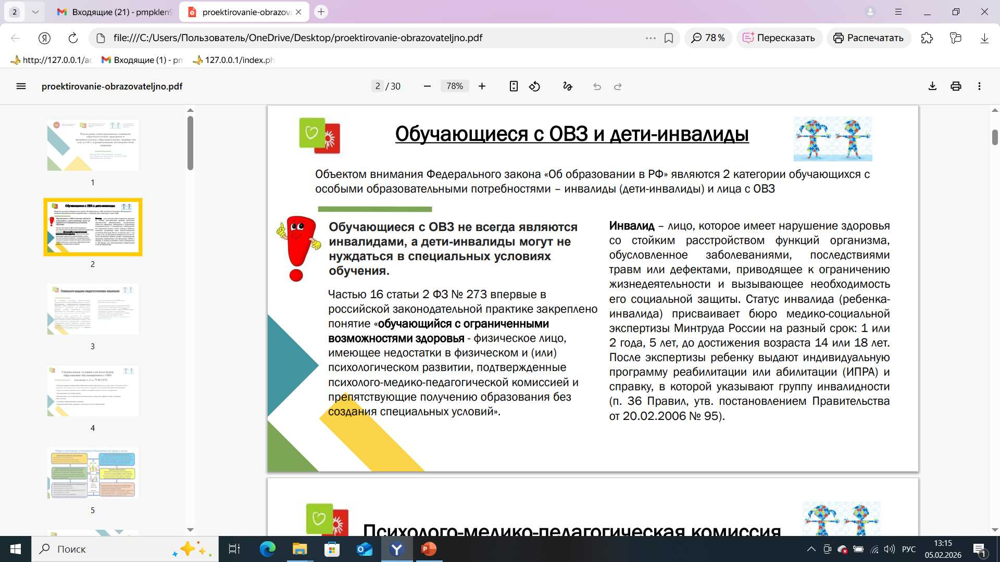 2
Входящие (21) - pmpklen9
proektirovanie-obrazova
file:///C:/Users/Пользователь/OneDrive/Desktop/proektirovanie-obrazovateljno.pdf
78 %
Пересказать
Распечатать
http://127.0.0.1/ac
Входящие (1) - pm
127.0.0.1/index.ph
proektirovanie-obrazovateljno.pdf
2 / 30
78%
1
2
3
4
5
Обучающиеся с ОВЗ и дети-инвалиды
Объектом внимания Федерального закона «Об образовании в РФ» являются 2 категории обучающихся с
особыми образовательными потребностями – инвалиды (дети-инвалиды) и лица с ОВЗ
Обучающиеся с ОВЗ не всегда являются
инвалидами, а дети-инвалиды могут не
нуждаться в специальных условиях
обучения.
Частью 16 статьи 2 ФЗ № 273 впервые в
российской законодательной практике закреплено
понятие «обучающийся с ограниченными
возможностями здоровья - физическое лицо,
имеющее недостатки в физическом и (или)
психологическом развитии, подтвержденные
психолого-медико-педагогической комиссией и
препятствующие получению образования без
создания специальных условий».
Инвалид – лицо, которое имеет нарушение здоровья
со стойким расстройством функций организма,
обусловленное заболеваниями, последствиями
травм или дефектами, приводящее к ограничению
жизнедеятельности и вызывающее необходимость
его социальной защиты. Статус инвалида (ребенка-
инвалида) присваивает бюро медико-социальной
экспертизы Минтруда России на разный срок: 1 или
2 года, 5 лет, до достижения возраста 14 или 18 лет.
После экспертизы ребенку выдают индивидуальную
программу реабилитации или абилитации (ИПРА) и
справку, в которой указывают группу инвалидности
(п. 36 Правил, утв. постановлением Правительства
от 20.02.2006 № 95).
Психолого-медико-педагогическая комиссия
Поиск
РУС
13:15
05.02.2026
1